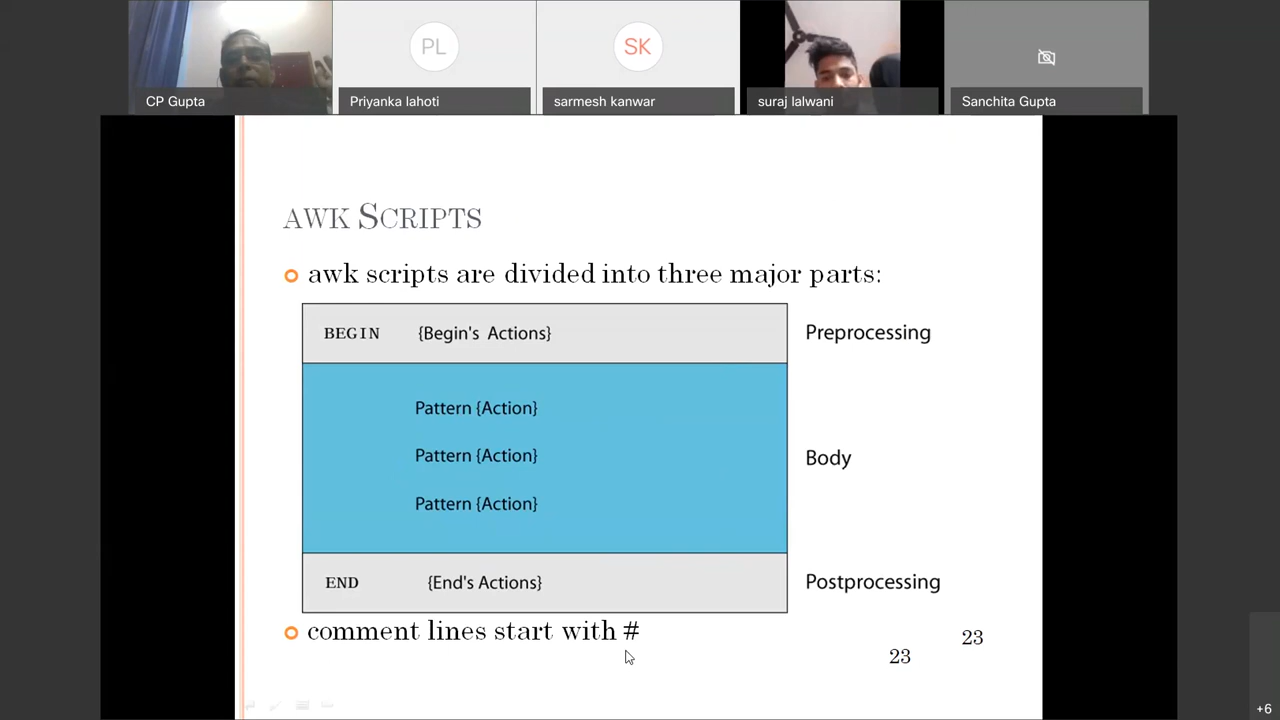 PL
SK
CP Gupta
Priyanka lahoti
sarmesh kanwar
suraj lalwani
Sanchita Gupta
AWK SCRIPTS
awk scripts are divided into three major parts:
BEGIN {Begin's Actions} Preprocessing
Pattern {Action}
Pattern {Action} Body
Pattern {Action}
END {End's Actions} Postprocessing
comment lines start with #
23
23
+6